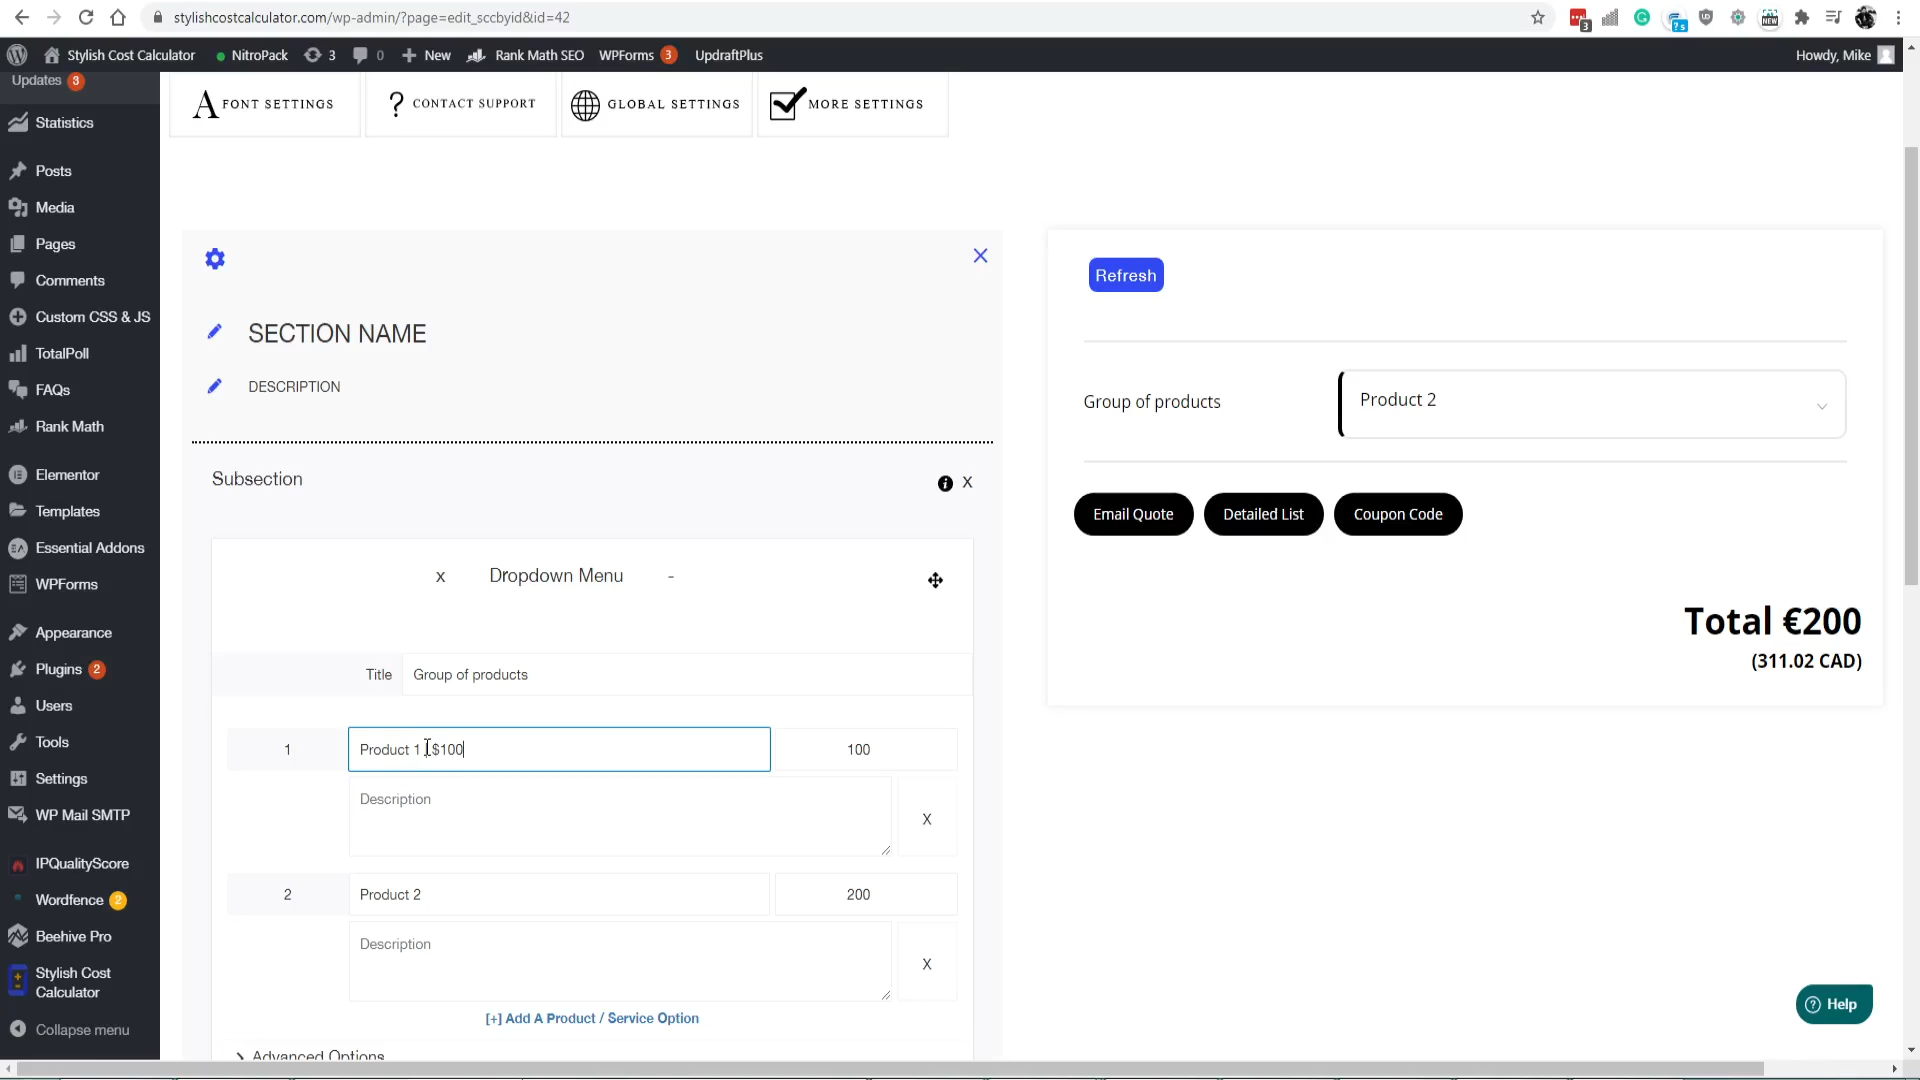 stylishcostcalculator.com/wp-admin/?page=edit_sccbyid&id=42
Stylish Cost Calculator
NitroPack
3
0
New
Rank Math SEO
WPForms 3
UpdraftPlus
Howdy, Mike
Updates 3
Statistics
Posts
Media
Pages
Comments
Custom CSS & JS
TotalPoll
FAQs
Rank Math
Elementor
Templates
Essential Addons
WPForms
Appearance
Plugins 2
Users
Tools
Settings
WP Mail SMTP
IPQualityScore
Wordfence 2
Beehive Pro
Stylish Cost
Calculator
Collapse menu
FONT SETTINGS
CONTACT SUPPORT
GLOBAL SETTINGS
MORE SETTINGS
SECTION NAME
DESCRIPTION
Subsection
X
x Dropdown Menu -
Title Group of products
1 Product 1 $100 100
Description
X
2 Product 2 200
Description
X
[+] Add A Product / Service Option
Advanced Options
Refresh
Group of products
Product 2
Email Quote
Detailed List
Coupon Code
Total €200
(311.02 CAD)
Help